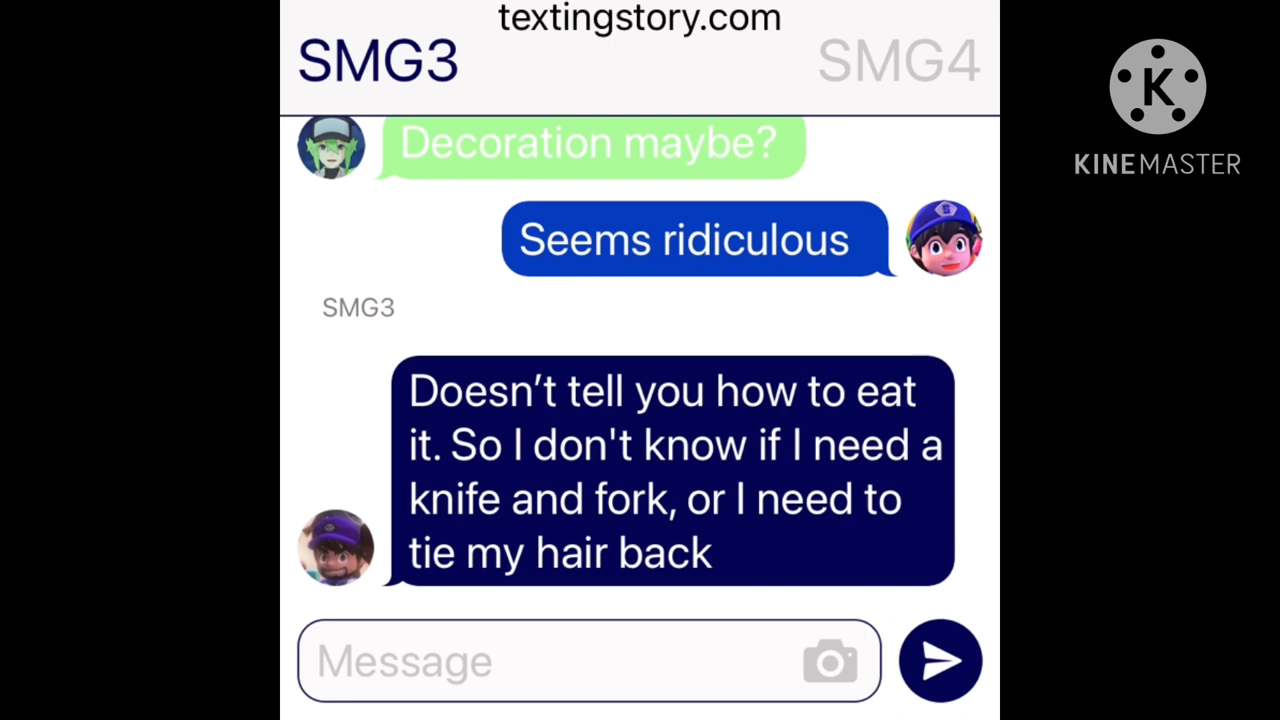 textingstory.com
SMG3
SMG4
K
KINEMASTER
Decoration maybe?
Seems ridiculous
SMG3
Doesn’t tell you how to eat
it. So I don't know if I need a
knife and fork, or I need to
tie my hair back
Message